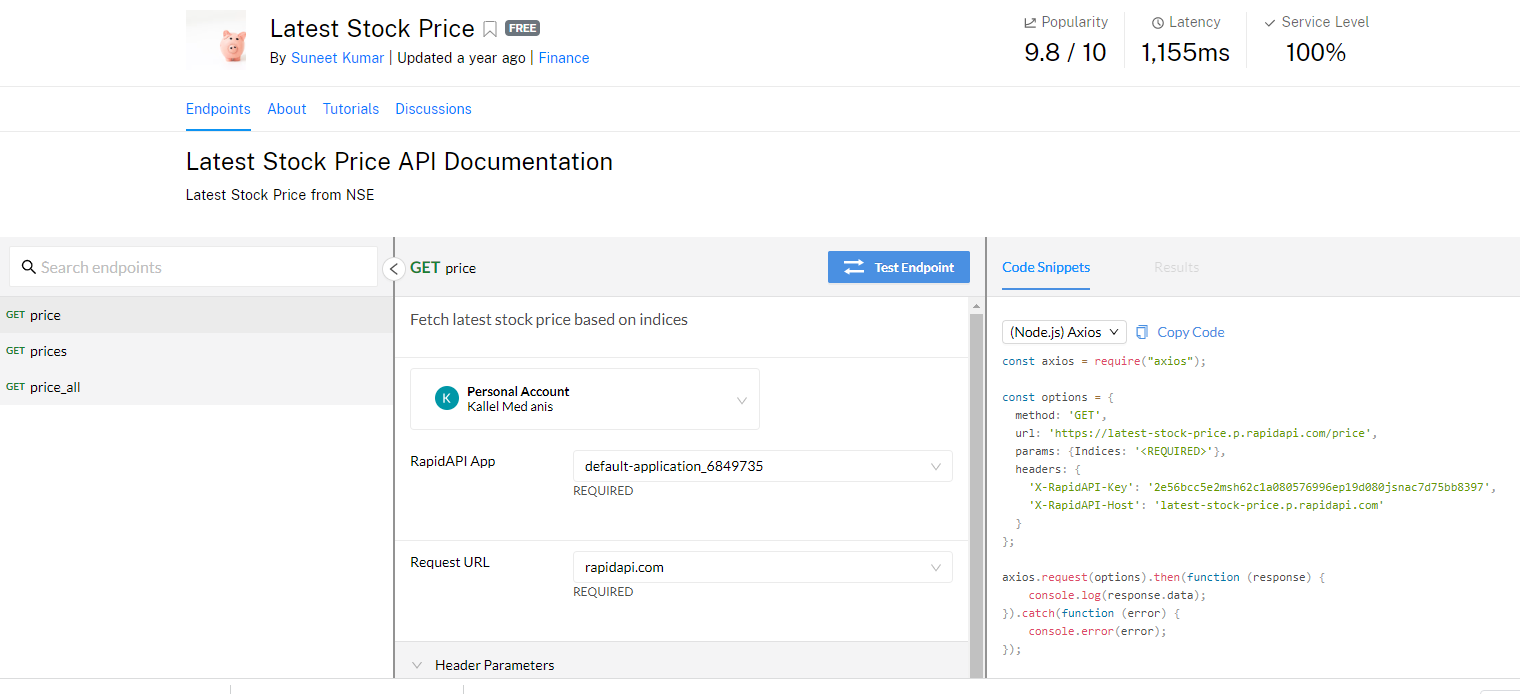 Latest Stock Price FREE
By Suneet Kumar | Updated a year ago | Finance
Popularity
9.8 / 10
Latency
1,155ms
Service Level
100%
Endpoints About Tutorials Discussions
Latest Stock Price API Documentation
Latest Stock Price from NSE
Search endpoints
GET price
GET prices
GET price_all
GET price
Test Endpoint
Fetch latest stock price based on indices
K
Personal Account
Kallel Med anis
RapidAPI App
default-application_6849735
REQUIRED
Request URL
rapidapi.com
REQUIRED
Header Parameters
Code Snippets Results
(Node.js) Axios Copy Code
const axios = require("axios");
const options = {
method: 'GET',
url: 'https://latest-stock-price.p.rapidapi.com/price',
params: {Indices: '<REQUIRED>'},
headers: {
'X-RapidAPI-Key': '2e56bcc5e2msh62c1a080576996ep19d080jsnac7d75bb8397',
'X-RapidAPI-Host': 'latest-stock-price.p.rapidapi.com'
}
};
axios.request(options).then(function (response) {
console.log(response.data);
}).catch(function (error) {
console.error(error);
});